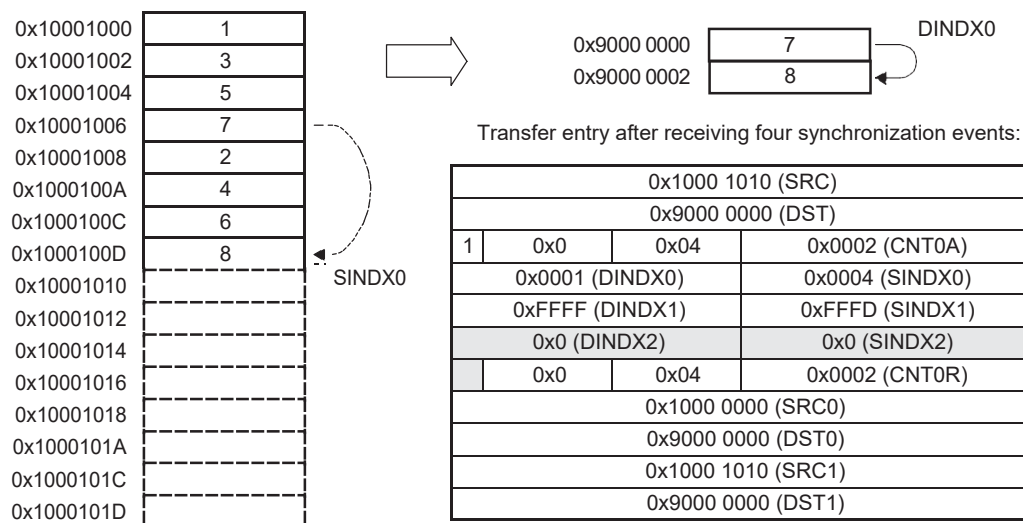 0x10001000 1
0x10001002 3
0x10001004 5
0x10001006 7
0x10001008 2
0x1000100A 4
0x1000100C 6
0x1000100D 8
0x10001010
0x10001012
0x10001014
0x10001016
0x10001018
0x1000101A
0x1000101C
0x1000101D
SINDX0
DINDX0
0x9000 0000 7
0x9000 0002 8
Transfer entry after receiving four synchronization events:
0x1000 1010 (SRC)
0x9000 0000 (DST)
1 0x0 0x04 0x0002 (CNT0A)
0x0001 (DINDX0) 0x0004 (SINDX0)
0xFFFF (DINDX1) 0xFFFD (SINDX1)
0x0 (DINDX2) 0x0 (SINDX2)
0x0 0x04 0x0002 (CNT0R)
0x1000 0000 (SRC0)
0x9000 0000 (DST0)
0x1000 1010 (SRC1)
0x9000 0000 (DST1)